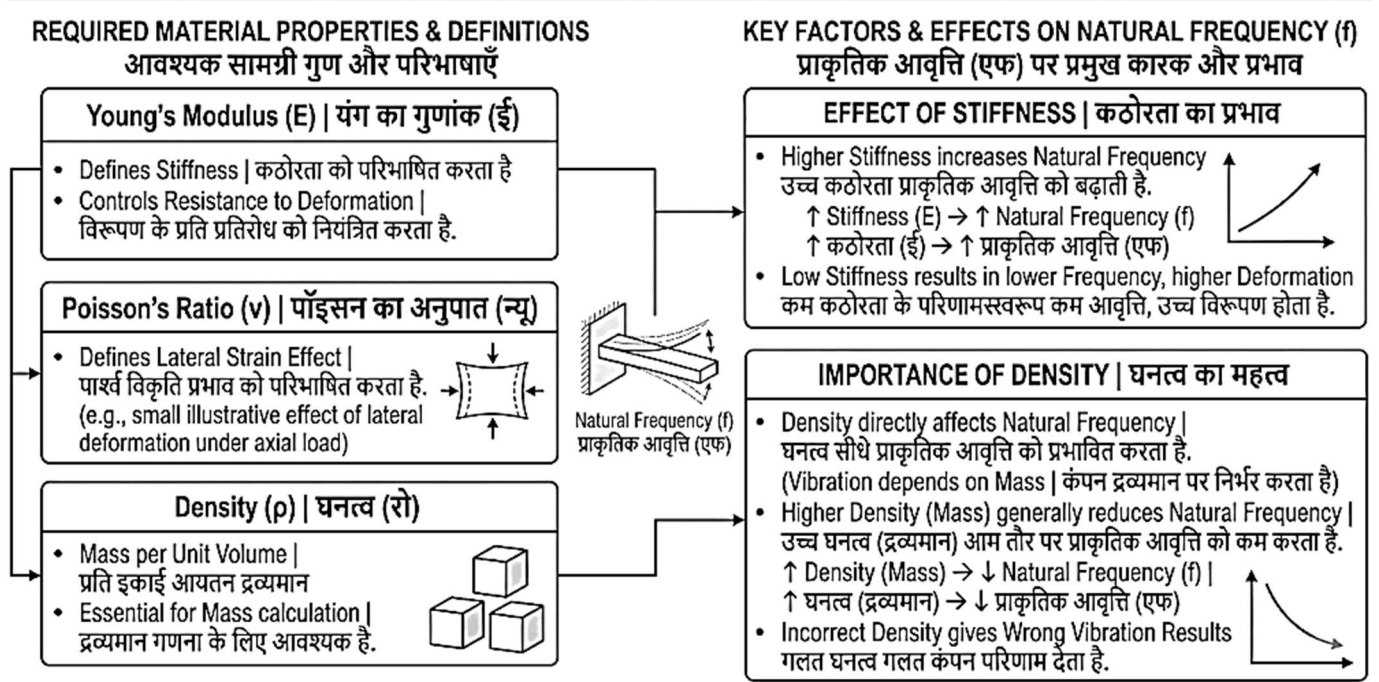 REQUIRED MATERIAL PROPERTIES & DEFINITIONS
आवश्यक सामग्री गुण और परिभाषाएँ
Young's Modulus (E) | यंग का गुणांक (ई)
• Defines Stiffness | कठोरता को परिभाषित करता है
• Controls Resistance to Deformation |
विरूपण के प्रति प्रतिरोध को नियंत्रित करता है.
Poisson's Ratio (ν) | पॉइसन का अनुपात (न्यू)
• Defines Lateral Strain Effect |
पार्श्व विकृति प्रभाव को परिभाषित करता है.
(e.g., small illustrative effect of lateral
deformation under axial load)
Density (ρ) | घनत्व (रो)
• Mass per Unit Volume |
प्रति इकाई आयतन द्रव्यमान
• Essential for Mass calculation |
द्रव्यमान गणना के लिए आवश्यक है.
Natural Frequency (f)
प्राकृतिक आवृत्ति (एफ)
KEY FACTORS & EFFECTS ON NATURAL FREQUENCY (f)
प्राकृतिक आवृत्ति (एफ) पर प्रमुख कारक और प्रभाव
EFFECT OF STIFFNESS | कठोरता का प्रभाव
• Higher Stiffness increases Natural Frequency
उच्च कठोरता प्राकृतिक आवृत्ति को बढ़ाती है.
↑ Stiffness (E) → ↑ Natural Frequency (f)
↑ कठोरता (ई) → ↑ प्राकृतिक आवृत्ति (एफ)
• Low Stiffness results in lower Frequency, higher Deformation
कम कठोरता के परिणामस्वरूप कम आवृत्ति, उच्च विरूपण होता है.
IMPORTANCE OF DENSITY | घनत्व का महत्व
• Density directly affects Natural Frequency |
घनत्व सीधे प्राकृतिक आवृत्ति को प्रभावित करता है.
(Vibration depends on Mass | कंपन द्रव्यमान पर निर्भर करता है)
• Higher Density (Mass) generally reduces Natural Frequency |
उच्च घनत्व (द्रव्यमान) आम तौर पर प्राकृतिक आवृत्ति को कम करता है.
↑ Density (Mass) → ↓ Natural Frequency (f) |
↑ घनत्व (द्रव्यमान) → ↓ प्राकृतिक आवृत्ति (एफ)
• Incorrect Density gives Wrong Vibration Results
गलत घनत्व गलत कंपन परिणाम देता है.